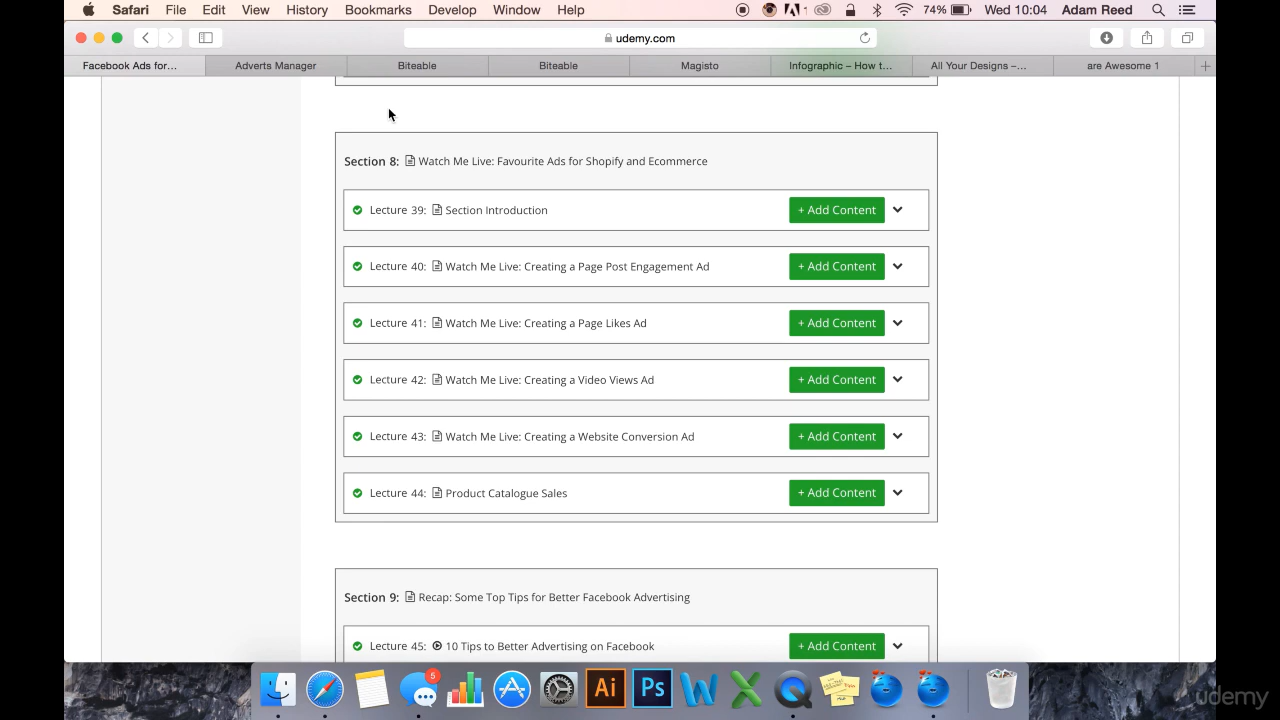 Safari File Edit View History Bookmarks Develop Window Help 74% Wed 10:04 Adam Reed
udemy.com
Facebook Ads for... Adverts Manager Biteable Biteable Magisto Infographic – How t... All Your Designs –... are Awesome 1
Section 8: Watch Me Live: Favourite Ads for Shopify and Ecommerce
Lecture 39: Section Introduction + Add Content
Lecture 40: Watch Me Live: Creating a Page Post Engagement Ad + Add Content
Lecture 41: Watch Me Live: Creating a Page Likes Ad + Add Content
Lecture 42: Watch Me Live: Creating a Video Views Ad + Add Content
Lecture 43: Watch Me Live: Creating a Website Conversion Ad + Add Content
Lecture 44: Product Catalogue Sales + Add Content
Section 9: Recap: Some Top Tips for Better Facebook Advertising
Lecture 45: 10 Tips to Better Advertising on Facebook + Add Content
5
Ai Ps
udemy